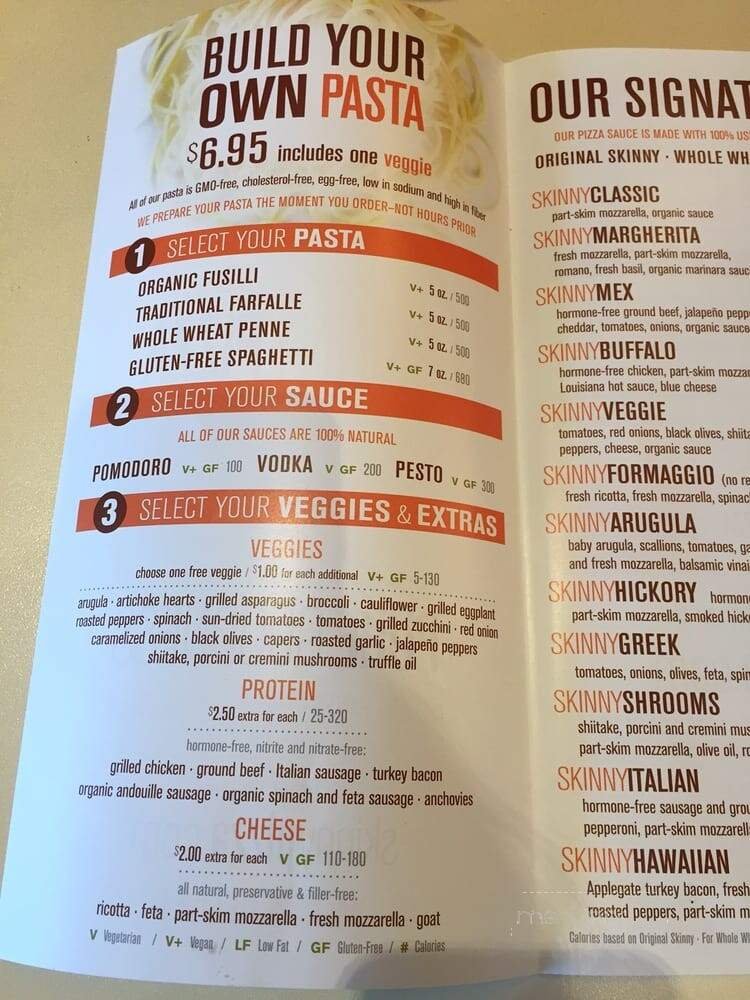 BUILD YOUR
OWN PASTA
$6.95 includes one veggie
All of our pasta is GMO-free, cholesterol-free, egg-free, low in sodium and high in fiber
WE PREPARE YOUR PASTA THE MOMENT YOU ORDER–NOT HOURS PRIOR
1 SELECT YOUR PASTA
ORGANIC FUSILLI V+ 5 oz. / 500
TRADITIONAL FARFALLE V+ 5 oz. / 500
WHOLE WHEAT PENNE V+ 5 oz. / 500
GLUTEN-FREE SPAGHETTI V+ GF 7 oz. / 680
2 SELECT YOUR SAUCE
ALL OF OUR SAUCES ARE 100% NATURAL
POMODORO V+ GF 100 VODKA V GF 200 PESTO V GF 300
3 SELECT YOUR VEGGIES & EXTRAS
VEGGIES
choose one free veggie / $1.00 for each additional V+ GF 5-130
arugula · artichoke hearts · grilled asparagus · broccoli · cauliflower · grilled eggplant
roasted peppers · spinach · sun-dried tomatoes · tomatoes · grilled zucchini · red onion
caramelized onions · black olives · capers · roasted garlic · jalapeño peppers
shiitake, porcini or cremini mushrooms · truffle oil
PROTEIN
$2.50 extra for each / 25-320
hormone-free, nitrite and nitrate-free:
grilled chicken · ground beef · Italian sausage · turkey bacon
organic andouille sausage · organic spinach and feta sausage · anchovies
CHEESE
$2.00 extra for each V GF 110-180
all natural, preservative & filler-free:
ricotta · feta · part-skim mozzarella · fresh mozzarella · goat
V Vegetarian / V+ Vegan / LF Low Fat / GF Gluten-Free / # Calories
OUR SIGNAT
OUR PIZZA SAUCE IS MADE WITH 100% US
ORIGINAL SKINNY · WHOLE WH
SKINNYCLASSIC
part-skim mozzarella, organic sauce
SKINNYMARGHERITA
fresh mozzarella, part-skim mozzarella,
romano, fresh basil, organic marinara sauc
SKINNYMEX
hormone-free ground beef, jalapeño pepp
cheddar, tomatoes, onions, organic sauce
SKINNYBUFFALO
hormone-free chicken, part-skim mozza
Louisiana hot sauce, blue cheese
SKINNYVEGGIE
tomatoes, red onions, black olives, shiita
peppers, cheese, organic sauce
SKINNYFORMAGGIO (no re
fresh ricotta, fresh mozzarella, spinac
SKINNYARUGULA
baby arugula, scallions, tomatoes, ga
and fresh mozzarella, balsamic vinai
SKINNYHICKORY hormon
part-skim mozzarella, smoked hick
SKINNYGREEK
tomatoes, onions, olives, feta, spin
SKINNYSHROOMS
shiitake, porcini and cremini mus
part-skim mozzarella, olive oil, ro
SKINNYITALIAN
hormone-free sausage and grou
pepperoni, part-skim mozzarell
SKINNYHAWAIIAN
Applegate turkey bacon, fresh
roasted peppers, part-skim m
Calories based on Original Skinny · For Whole W